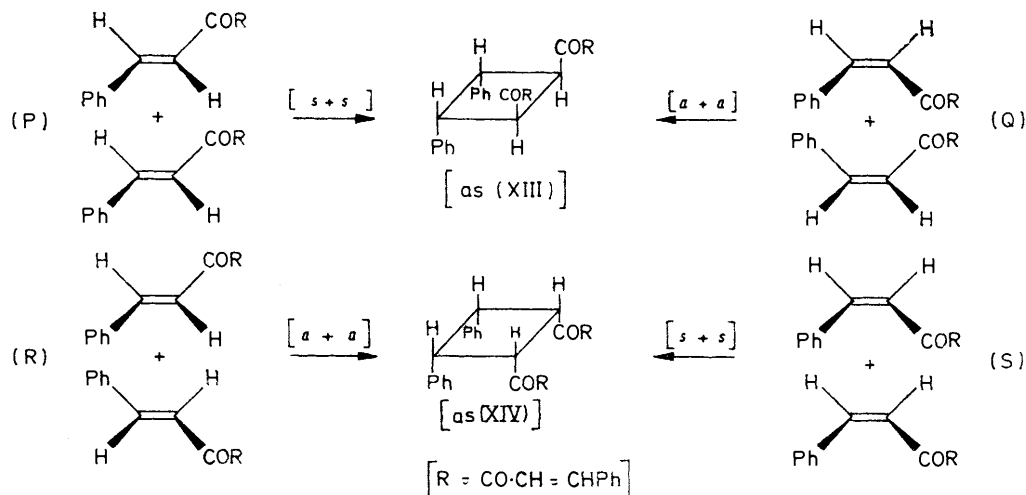 H COR H COR H H
Ph H H Ph COR H Ph COR
(P) + [s + s] Ph H [a + a] + (Q)
H COR Ph COR
Ph H [as (XIII)] H H
H COR H H H H
Ph H H Ph H COR Ph COR
(R) + [a + a] Ph COR [s + s] + (S)
Ph H [as (XIV)] H H
H COR Ph COR
[R = CO·CH = CHPh]